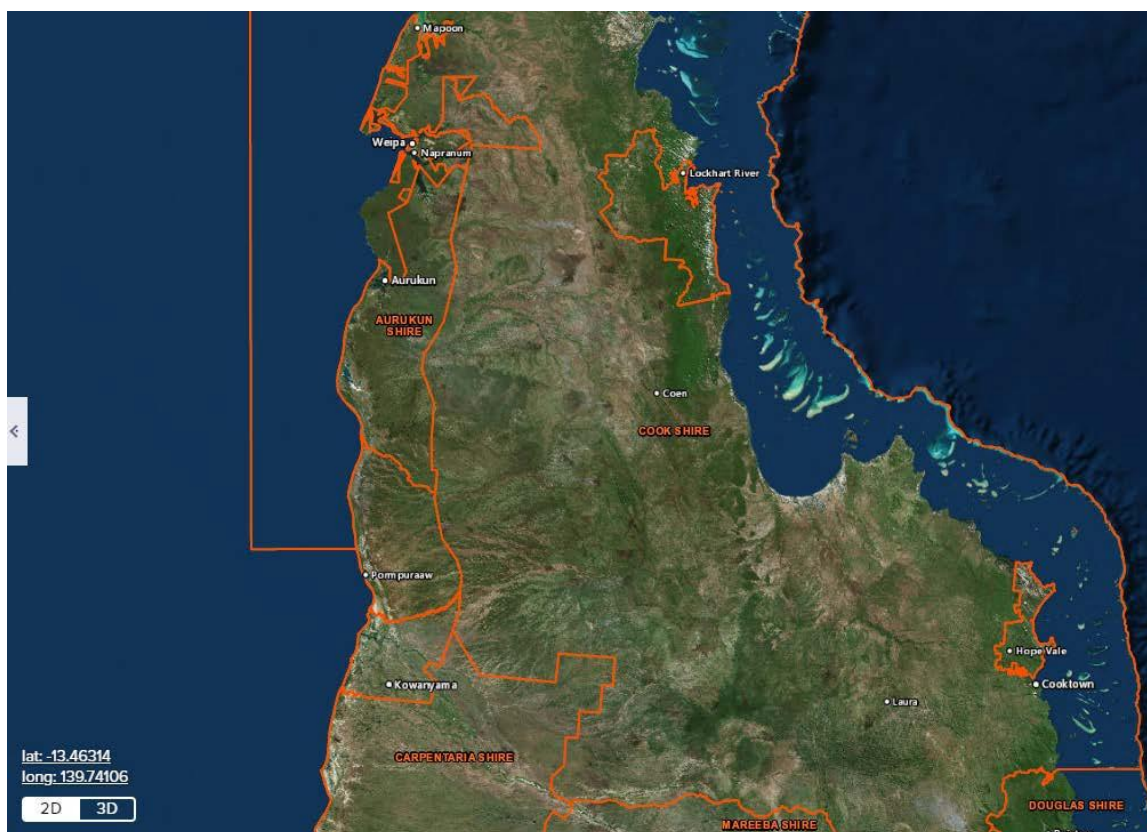 Mapoon
Weipa
Napranum
Lockhart River
Aurukun
AURUKUN
SHIRE
Coen
COOK SHIRE
Pormpuraaw
Hope Vale
Kowanyama
Cooktown
Laura
CARPENTARIA SHIRE
lat: -13.46314
long: 139.74106
2D 3D
DOUGLAS SHIRE
MAREEBA SHIRE